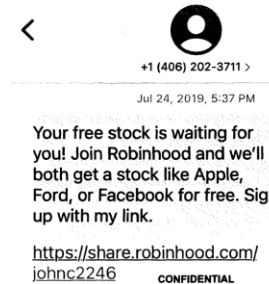 +1 (406) 202-3711 >
Jul 24, 2019, 5:37 PM
Your free stock is waiting for
you! Join Robinhood and we'll
both get a stock like Apple,
Ford, or Facebook for free. Sig
up with my link.
https://share.robinhood.com/
johnc2246
CONFIDENTIAL